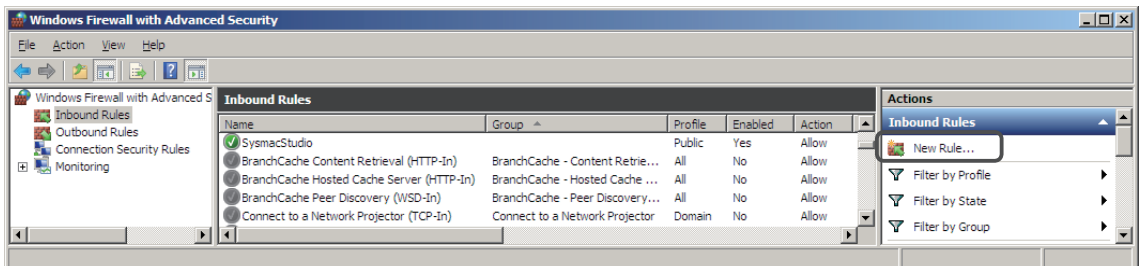 Windows Firewall with Advanced Security
File Action View Help
Windows Firewall with Advanced S
Inbound Rules
Outbound Rules
Connection Security Rules
Monitoring
Inbound Rules
Name Group Profile Enabled Action
SysmacStudio Public Yes Allow
BranchCache Content Retrieval (HTTP-In) BranchCache - Content Retrie... All No Allow
BranchCache Hosted Cache Server (HTTP-In) BranchCache - Hosted Cache ... All No Allow
BranchCache Peer Discovery (WSD-In) BranchCache - Peer Discovery... All No Allow
Connect to a Network Projector (TCP-In) Connect to a Network Projector Domain No Allow
Actions
Inbound Rules
New Rule...
Filter by Profile
Filter by State
Filter by Group